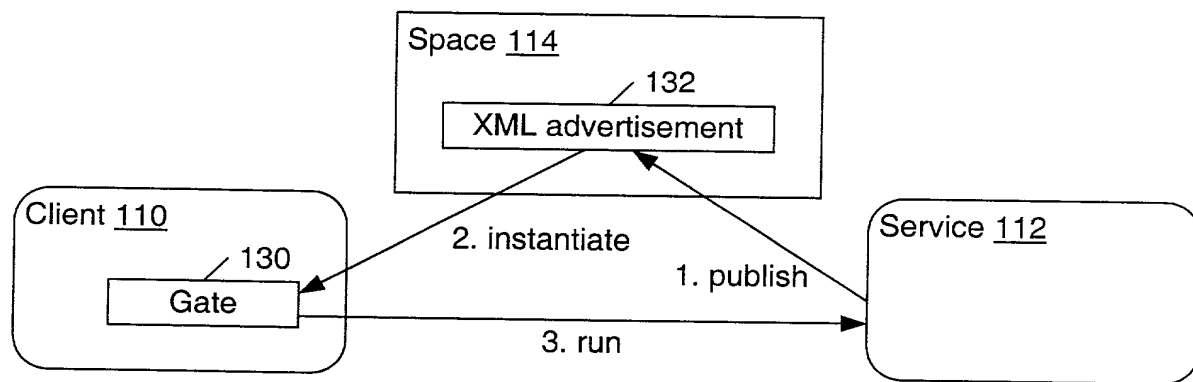 Space 114
132
XML advertisement
Client 110
2. instantiate
Service 112
130
1. publish
Gate
3. run